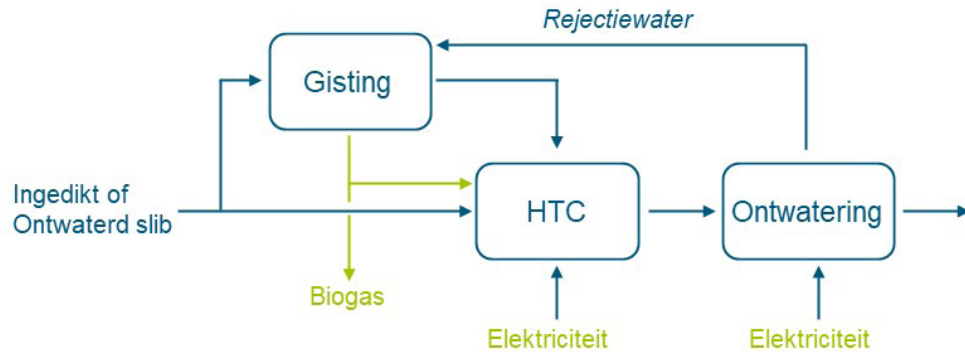 Rejectiewater
Gisting
Ingedikt of
Ontwaterd slib
HTC
Ontwatering
Biogas
Elektriciteit
Elektriciteit